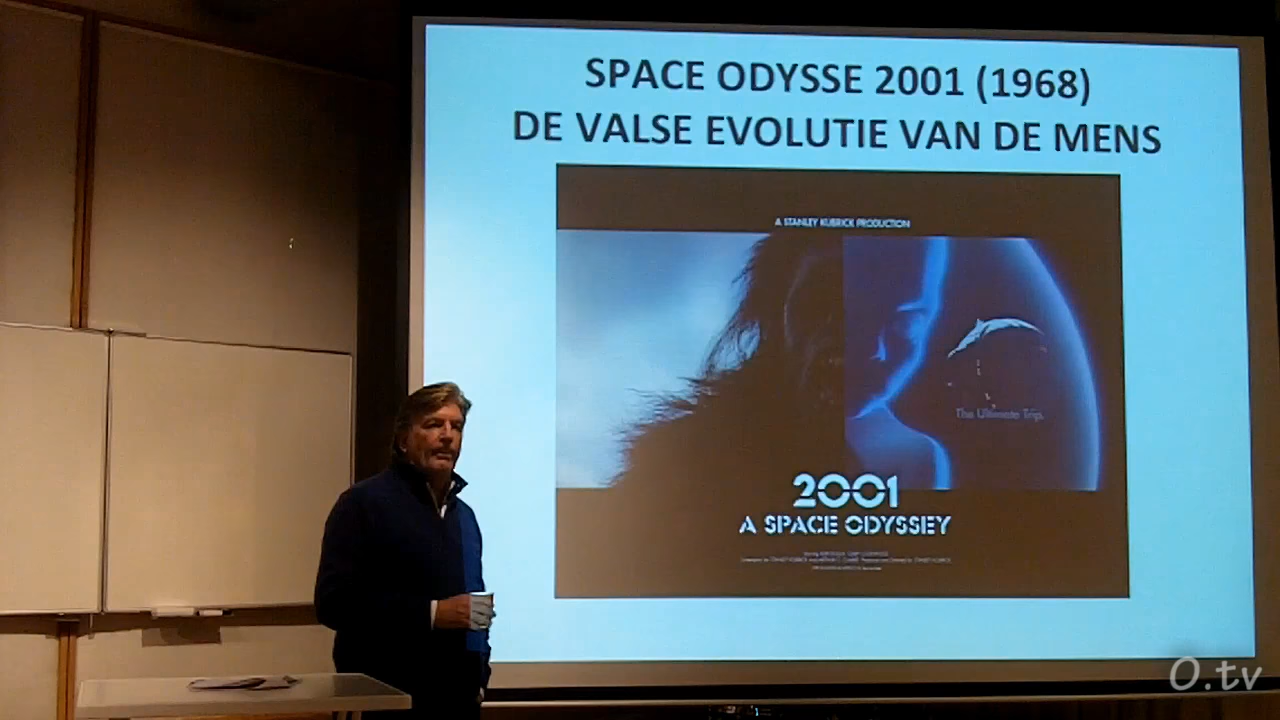 SPACE ODYSSE 2001 (1968)
DE VALSE EVOLUTIE VAN DE MENS
A STANLEY KUBRICK PRODUCTION
The Ultimate Trip.
2001
A SPACE ODYSSEY
O.tv